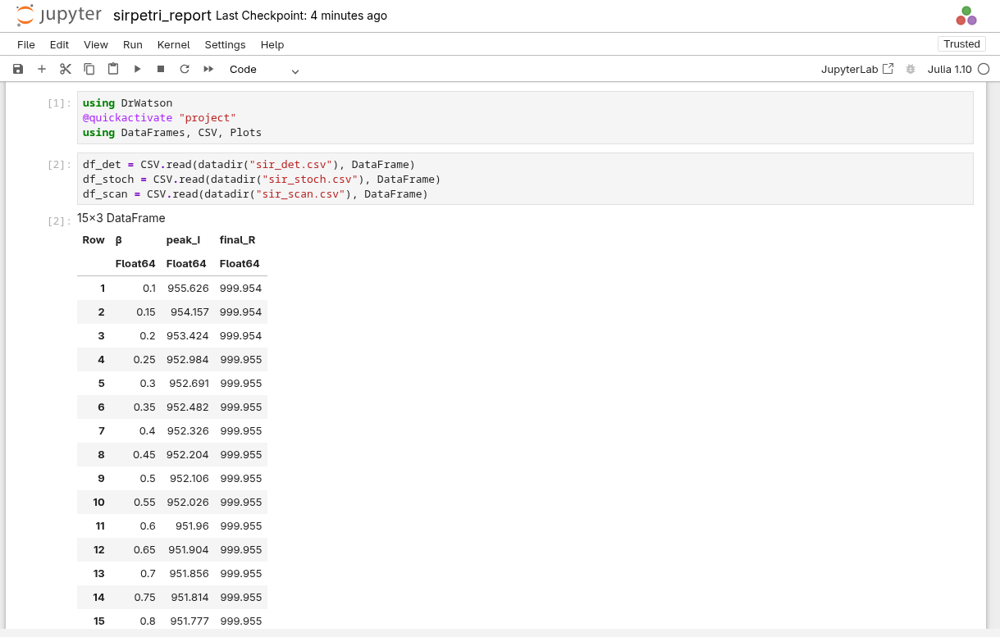 jupyter sirpetri_report Last Checkpoint: 4 minutes ago
File Edit View Run Kernel Settings Help Trusted
Code JupyterLab Julia 1.10
[1]: using DrWatson
@quickactivate "project"
using DataFrames, CSV, Plots
[2]: df_det = CSV.read(datadir("sir_det.csv"), DataFrame)
df_stoch = CSV.read(datadir("sir_stoch.csv"), DataFrame)
df_scan = CSV.read(datadir("sir_scan.csv"), DataFrame)
[2]: 15×3 DataFrame
Row β peak_I final_R
Float64 Float64 Float64
1 0.1 955.626 999.954
2 0.15 954.157 999.954
3 0.2 953.424 999.954
4 0.25 952.984 999.955
5 0.3 952.691 999.955
6 0.35 952.482 999.955
7 0.4 952.326 999.955
8 0.45 952.204 999.955
9 0.5 952.106 999.955
10 0.55 952.026 999.955
11 0.6 951.96 999.955
12 0.65 951.904 999.955
13 0.7 951.856 999.955
14 0.75 951.814 999.955
15 0.8 951.777 999.955